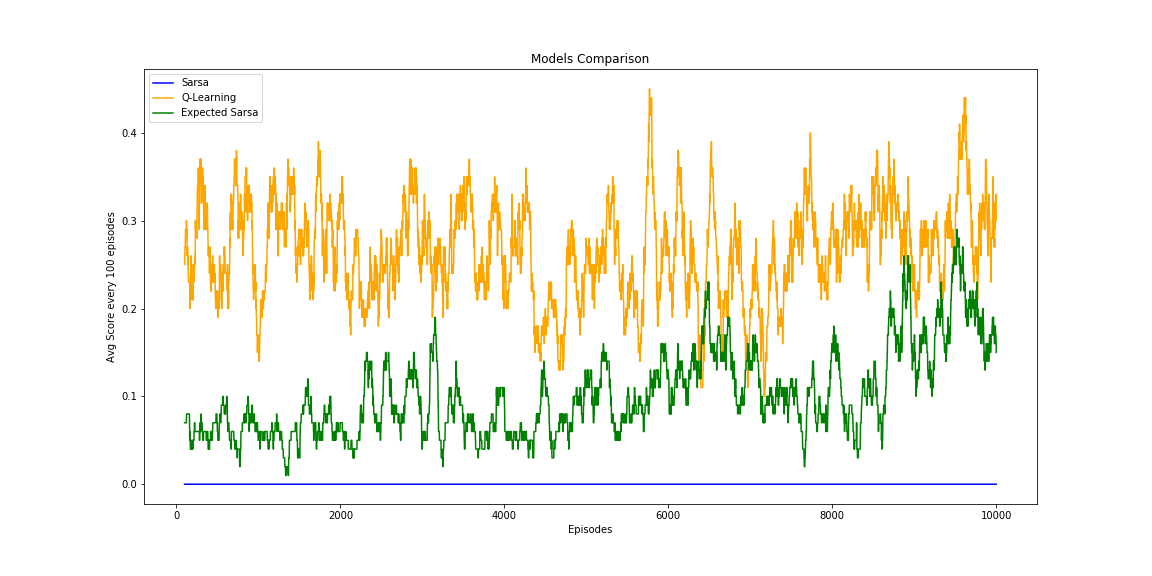 Models Comparison
Sarsa
Q-Learning
Expected Sarsa
Avg Score every 100 episodes
0.4
0.3
0.2
0.1
0.0
0
2000
4000
6000
8000
10000
Episodes